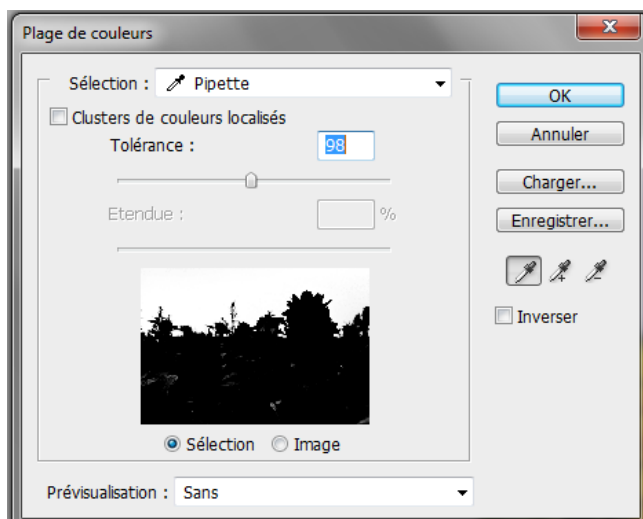 Plage de couleurs
Sélection : Pipette
Clusters de couleurs localisés
Tolérance : 98
Etendue : %
Sélection Image
Prévisualisation : Sans
OK
Annuler
Charger...
Enregistrer...
Inverser